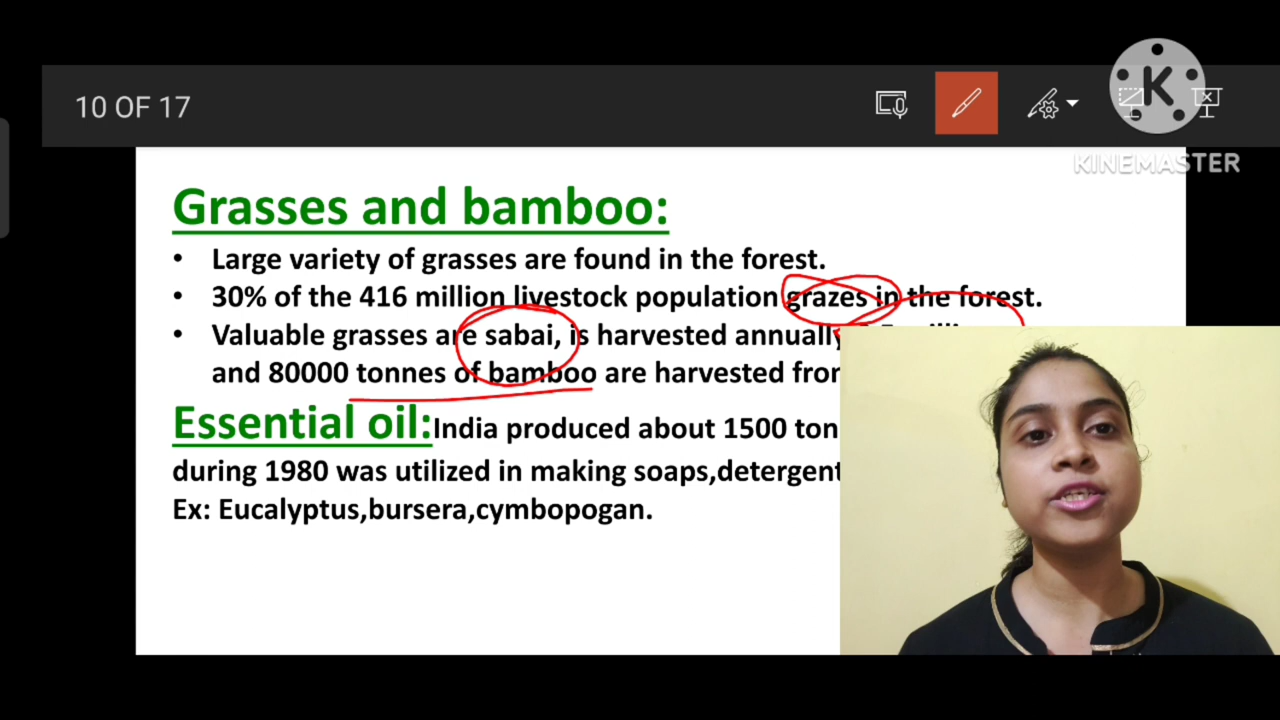 10 OF 17
K
KINEMASTER
Grasses and bamboo:
• Large variety of grasses are found in the forest.
• 30% of the 416 million livestock population grazes in the forest.
• Valuable grasses are sabai, is harvested annually
and 80000 tonnes of bamboo are harvested from
Essential oil:India produced about 1500 ton
during 1980 was utilized in making soaps,detergent
Ex: Eucalyptus,bursera,cymbopogan.